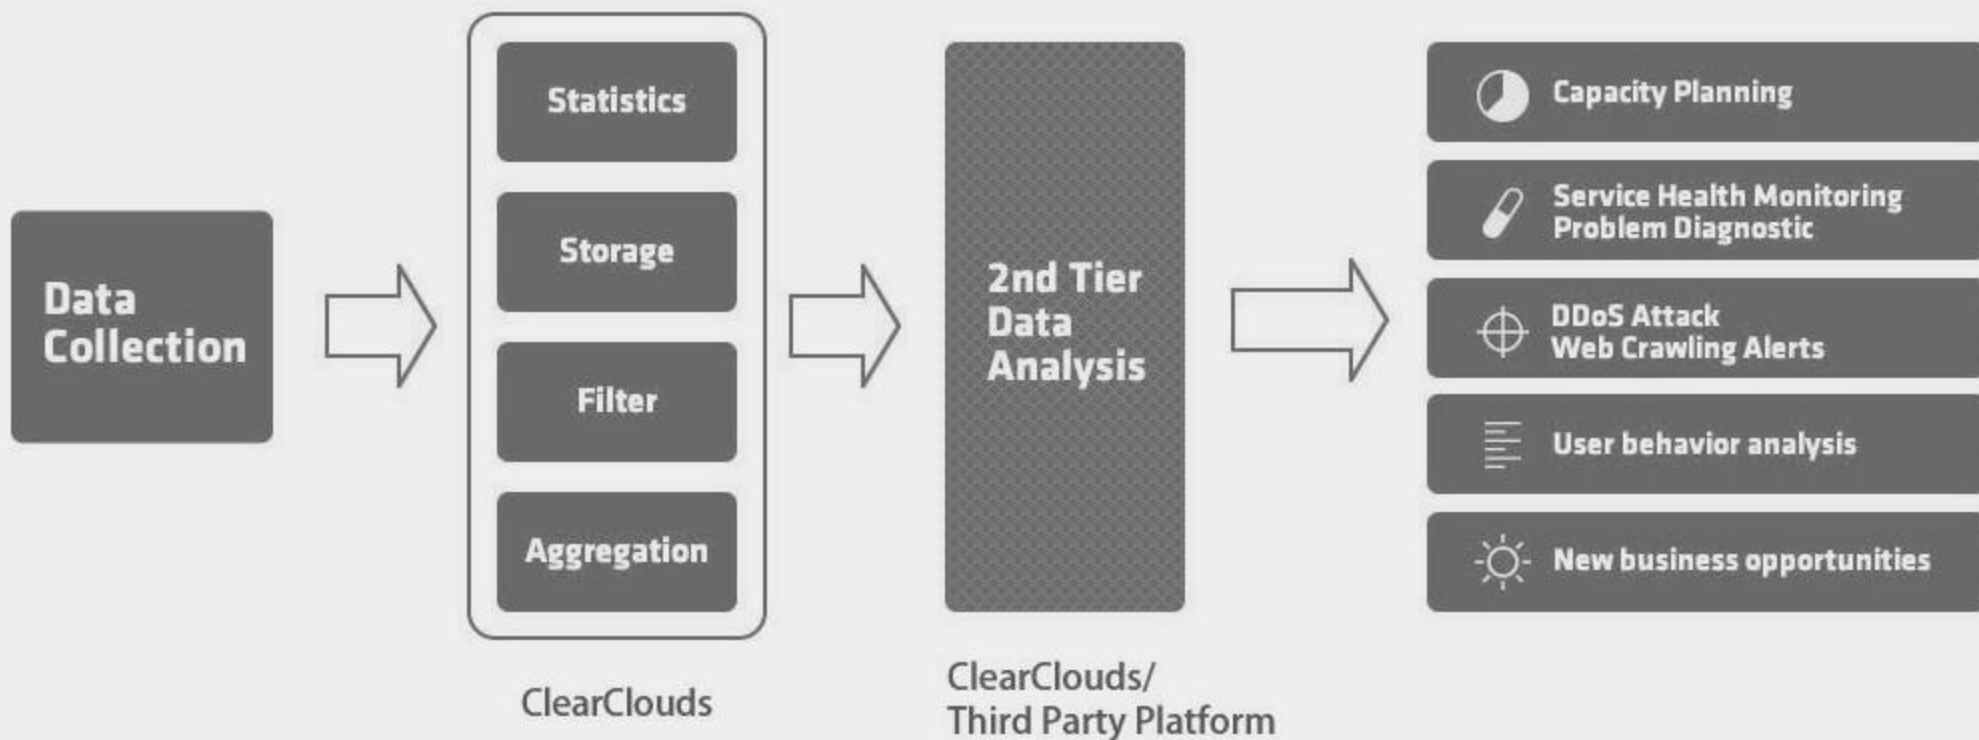 Data
Collection
Statistics
Storage
Filter
Aggregation
ClearClouds
2nd Tier
Data
Analysis
ClearClouds/
Third Party Platform
Capacity Planning
Service Health Monitoring
Problem Diagnostic
DDoS Attack
Web Crawling Alerts
User behavior analysis
New business opportunities